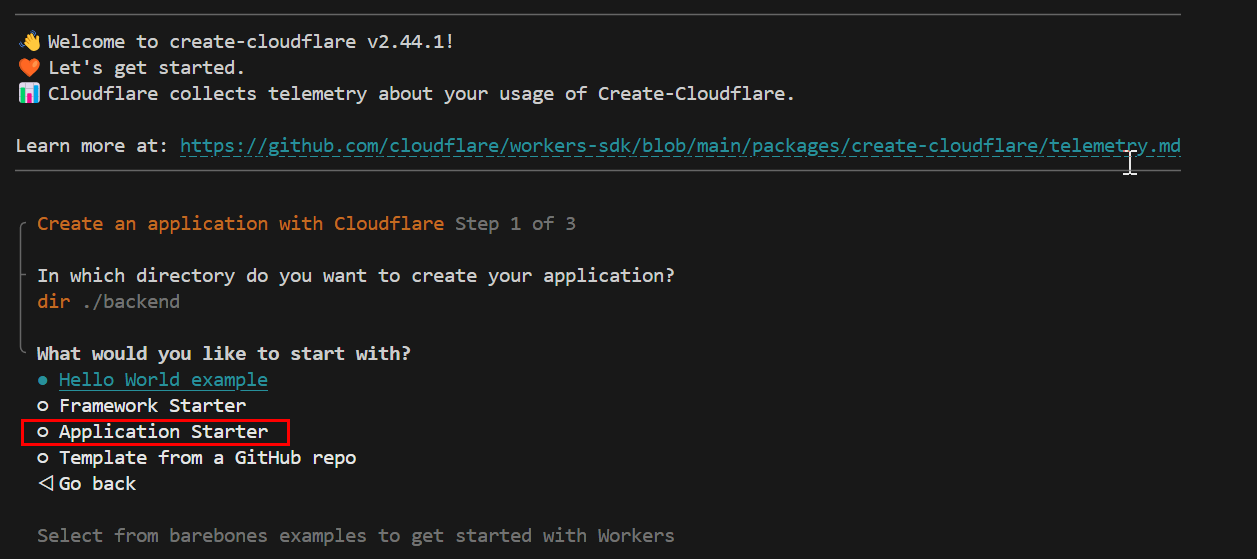 👋 Welcome to create-cloudflare v2.44.1!
🧡 Let's get started.
📊 Cloudflare collects telemetry about your usage of Create-Cloudflare.
Learn more at: https://github.com/cloudflare/workers-sdk/blob/main/packages/create-cloudflare/telemetry.md
Create an application with Cloudflare Step 1 of 3
In which directory do you want to create your application?
dir ./backend
What would you like to start with?
● Hello World example
○ Framework Starter
○ Application Starter
○ Template from a GitHub repo
◁ Go back
Select from barebones examples to get started with Workers